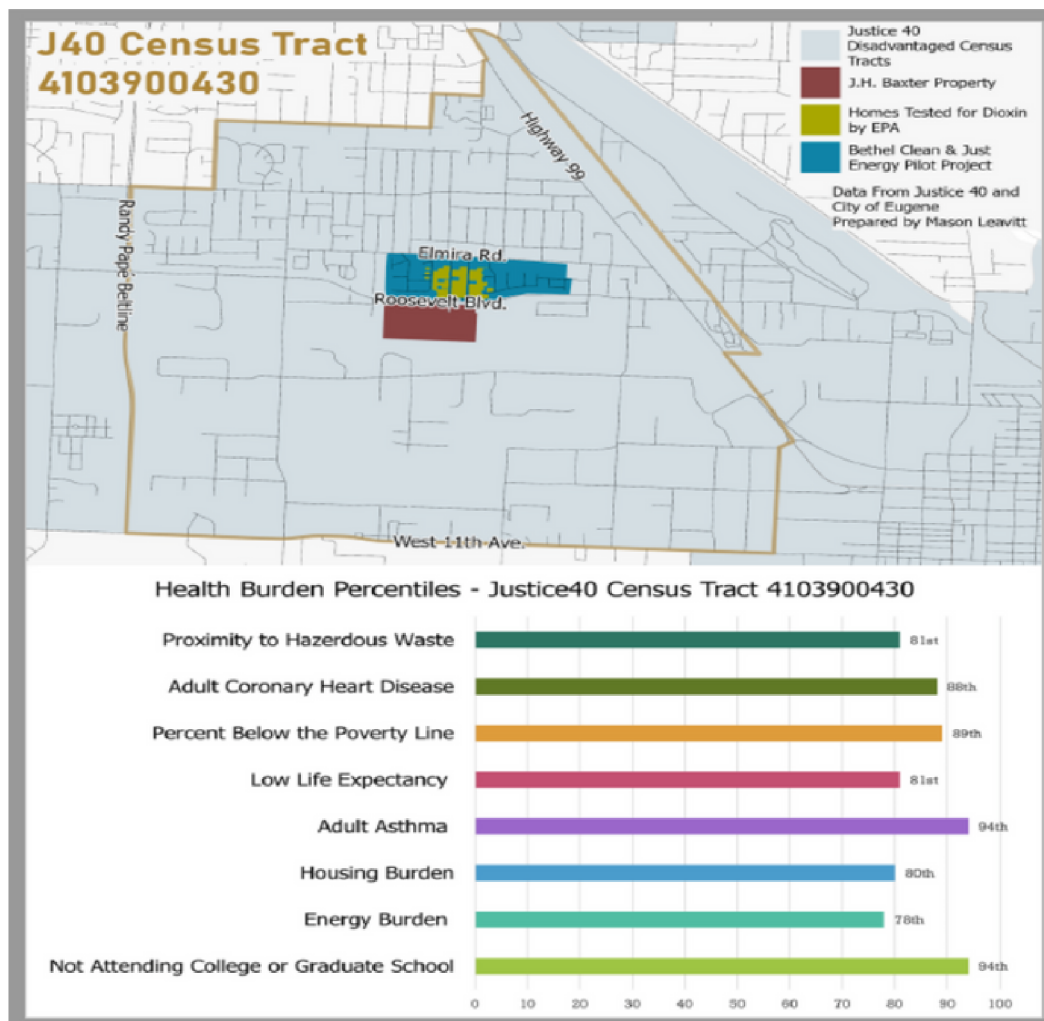 J40 Census Tract
4103900430
Justice 40
Disadvantaged Census
Tracts
J.H. Baxter Property
Homes Tested for Dioxin
by EPA
Bethel Clean & Just
Energy Pilot Project
Data From Justice 40 and
City of Eugene
Prepared by Mason Leavitt
Highway 99
Randy Pape Beltline
Elmira Rd.
Roosevelt Blvd.
West 11th Ave.
Health Burden Percentiles - Justice40 Census Tract 4103900430
Proximity to Hazerdous Waste 81st
Adult Coronary Heart Disease 88th
Percent Below the Poverty Line 89th
Low Life Expectancy 81st
Adult Asthma 94th
Housing Burden 80th
Energy Burden 78th
Not Attending College or Graduate School 94th
0 10 20 30 40 50 60 70 80 90 100